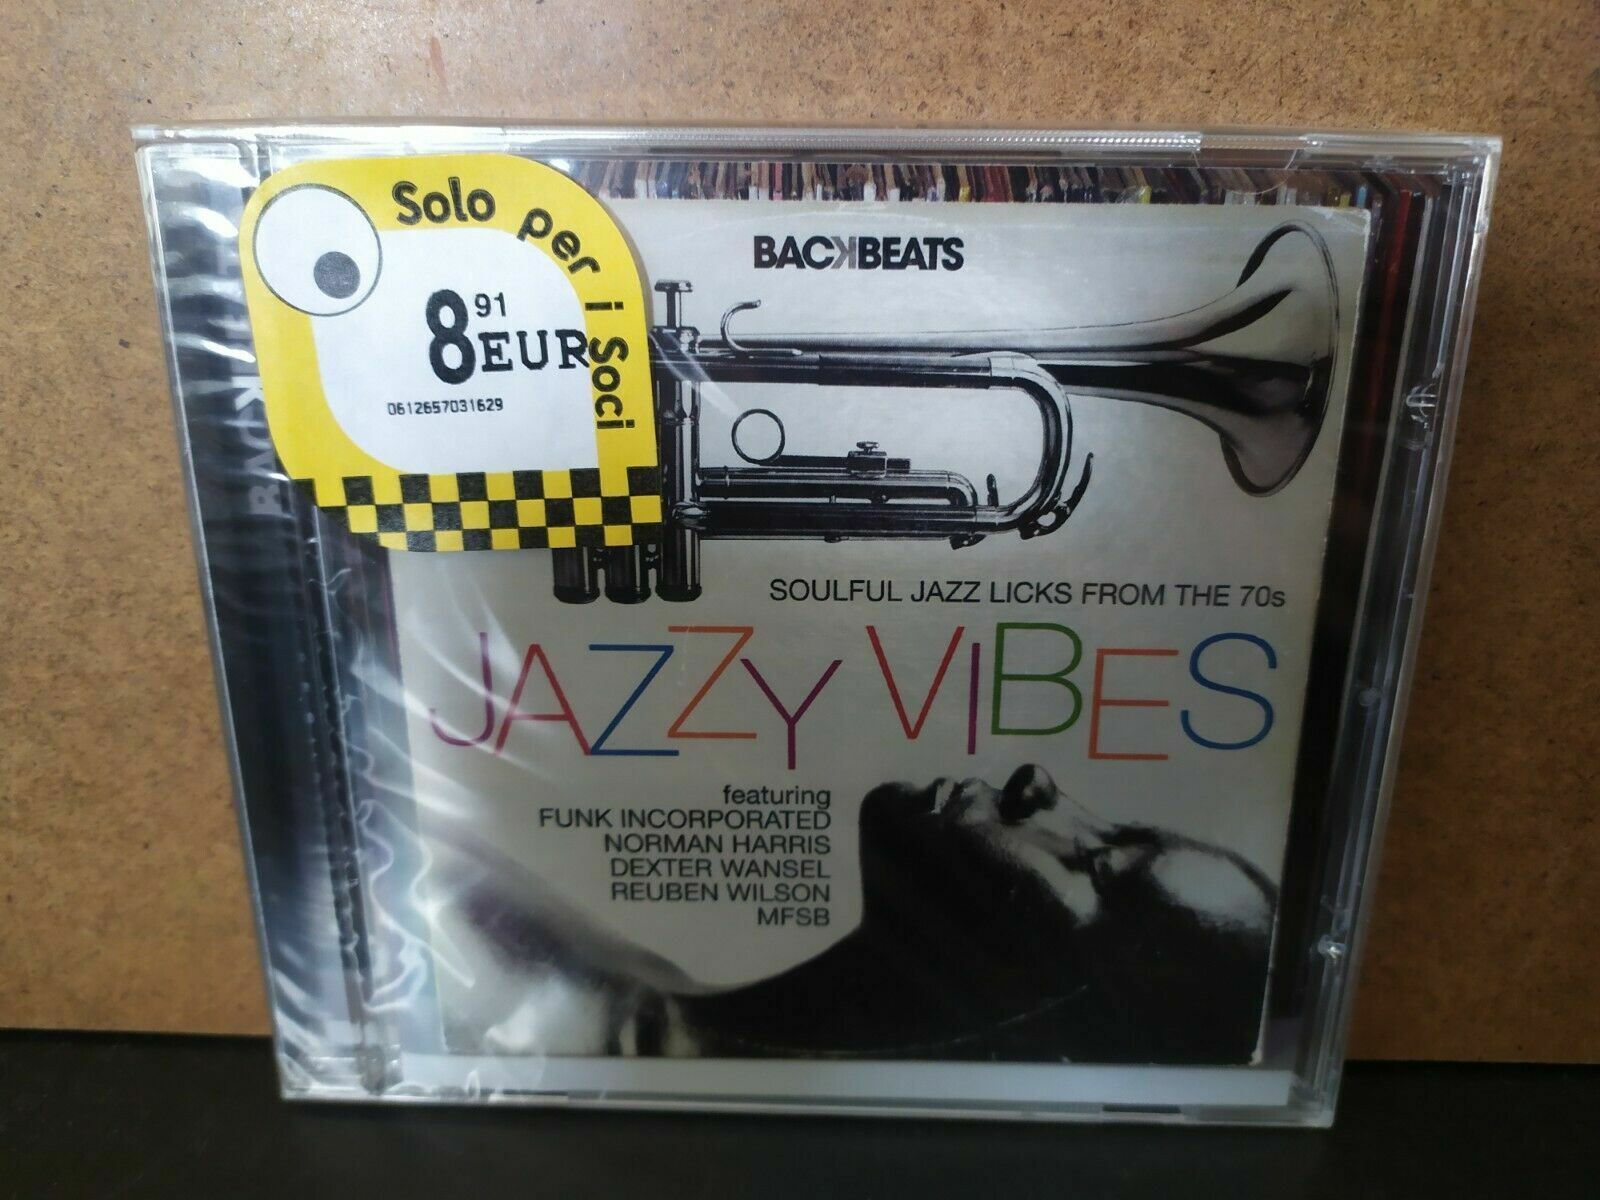 Solo per i Soci
8 91 EUR
0612657031629
BACKBEATS
SOULFUL JAZZ LICKS FROM THE 70s
JAZZY VIBES
featuring
FUNK INCORPORATED
NORMAN HARRIS
DEXTER WANSEL
REUBEN WILSON
MFSB